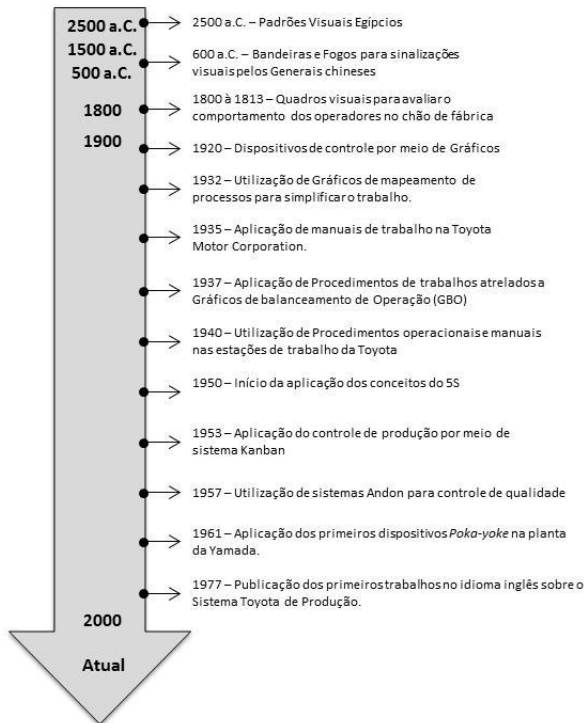 2500 a.C.
1500 a.C.
500 a.C.
1800
1900
2000
Atual
2500 a.C. – Padrões Visuais Egípcios
600 a.C. – Bandeiras e Fogos para sinalizações
visuais pelos Generais chineses
1800 à 1813 – Quadros visuais para avaliar o
comportamento dos operadores no chão de fábrica
1920 – Dispositivos de controle por meio de Gráficos
1932 – Utilização de Gráficos de mapeamento de
processos para simplificar o trabalho.
1935 – Aplicação de manuais de trabalho na Toyota
Motor Corporation.
1937 – Aplicação de Procedimentos de trabalhos atrelados a
Gráficos de balanceamento de Operação (GBO)
1940 – Utilização de Procedimentos operacionais e manuais
nas estações de trabalho da Toyota
1950 – Início da aplicação dos conceitos do 5S
1953 – Aplicação do controle de produção por meio de
sistema Kanban
1957 – Utilização de sistemas Andon para controle de qualidade
1961 – Aplicação dos primeiros dispositivos Poka-yoke na planta
da Yamada.
1977 – Publicação dos primeiros trabalhos no idioma inglês sobre o
Sistema Toyota de Produção.